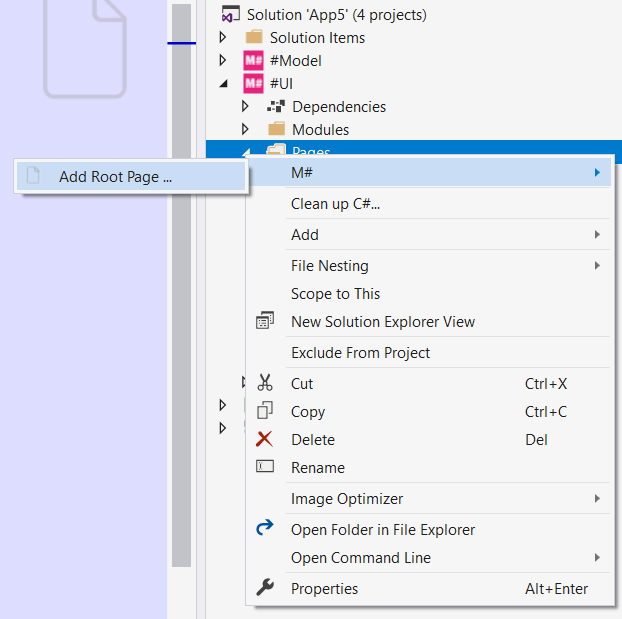 Solution 'App5' (4 projects)
Solution Items
M# #Model
M# #UI
Dependencies
Modules
Pages
Add Root Page ...
M#
Clean up C#...
Add
File Nesting
Scope to This
New Solution Explorer View
Exclude From Project
Cut Ctrl+X
Copy Ctrl+C
Delete Del
Rename
Image Optimizer
Open Folder in File Explorer
Open Command Line
Properties Alt+Enter